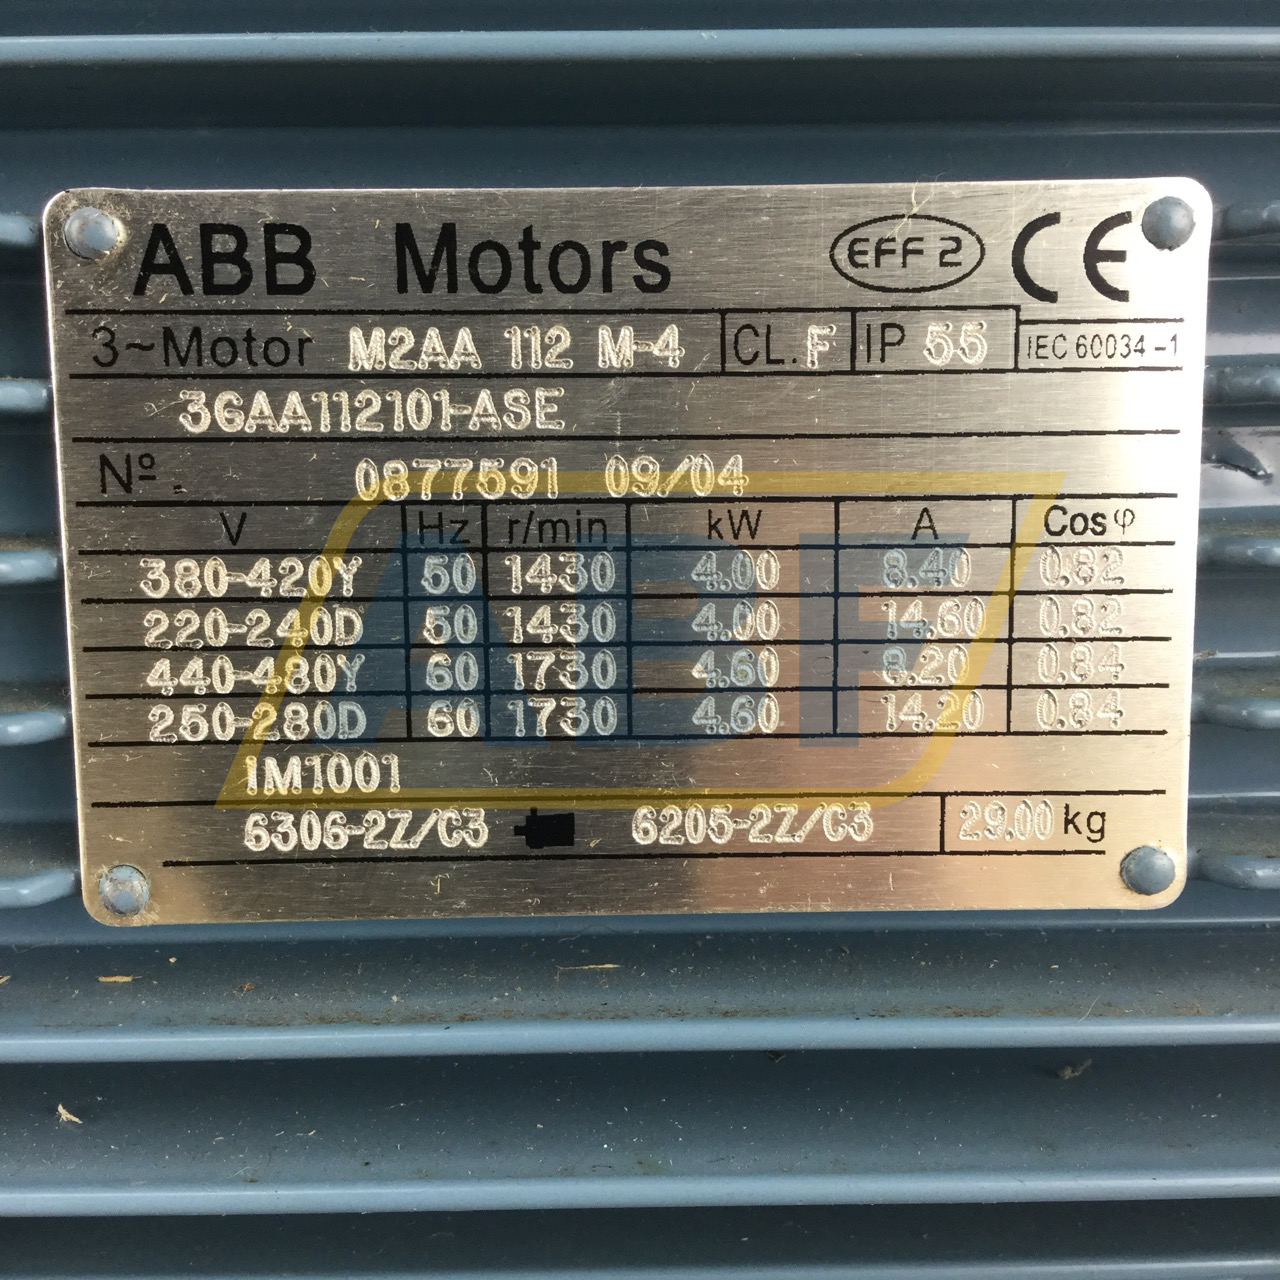 ABB Motors EFF 2 CE
3~Motor M2AA 112 M-4 CL. F IP 55 IEC 60034-1
3GAA112101-ASE
Nº. 0877591 09/04
V Hz r/min kW A Cosφ
380-420Y 50 1430 4.00 8.40 0.82
220-240D 50 1430 4.00 14.60 0.82
440-480Y 60 1730 4.60 8.20 0.84
250-280D 60 1730 4.60 14.20 0.84
IM1001
6306-2Z/C3 6205-2Z/C3 29.00 kg
ABF